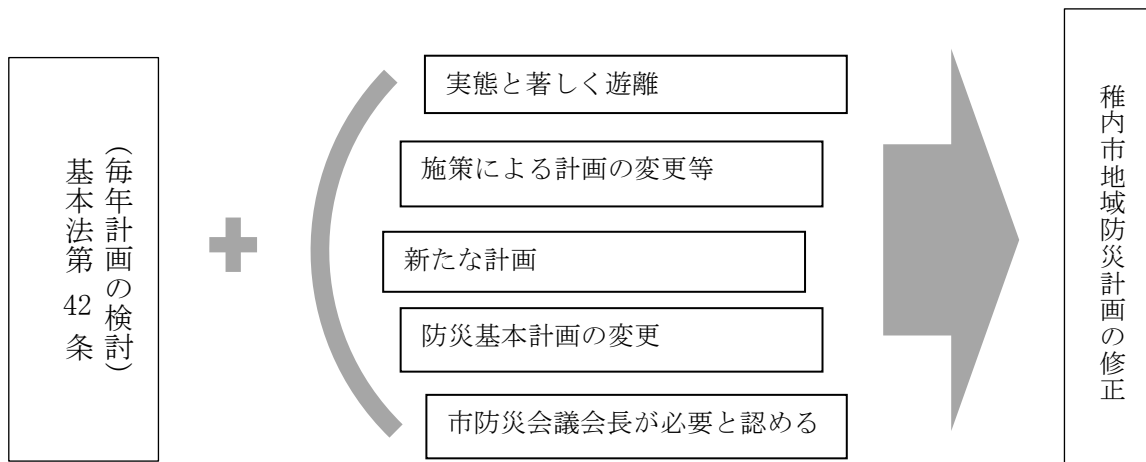 基本法第 42 条
(毎年計画の検討)
実態と著しく遊離
施策による計画の変更等
新たな計画
防災基本計画の変更
市防災会議会長が必要と認める
稚内市地域防災計画の修正